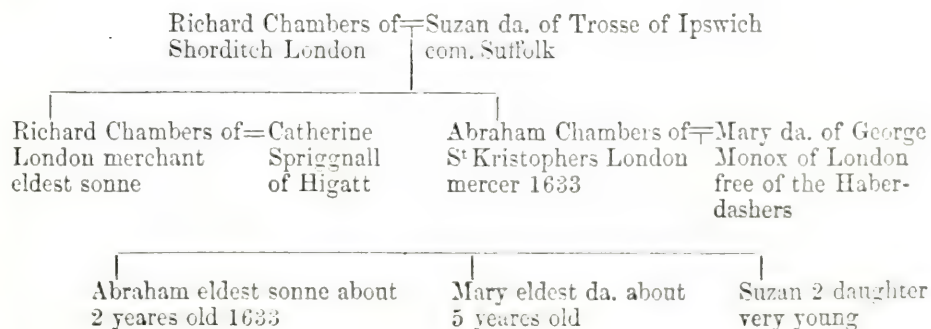 Richard Chambers of=Suzan da. of Trosse of Ipswich
Shorditch London com. Suffolk
Richard Chambers of=Catherine
London merchant Spriggnall
eldest sonne of Higatt
Abraham Chambers of=Mary da. of George
St Kristophers London Monox of London
mercer 1633 free of the Haber-
dashers
Abraham eldest sonne about
2 yeares old 1633
Mary eldest da. about
5 yeares old
Suzan 2 daughter
very young